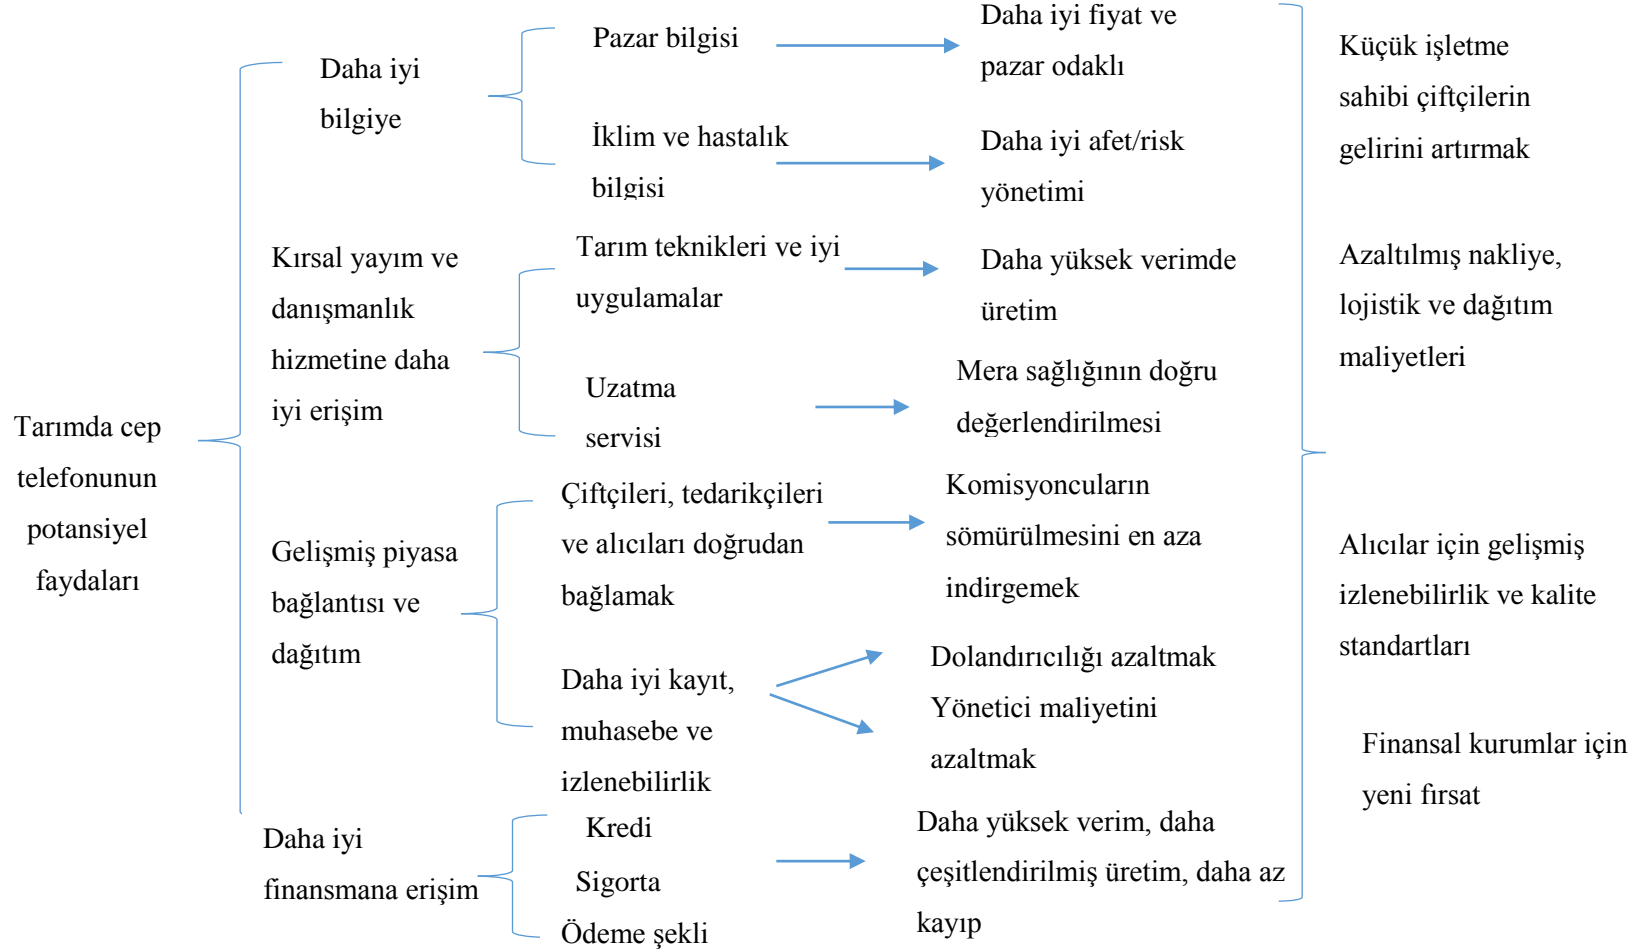 Tarımda cep
telefonunun
potansiyel
faydaları
Daha iyi
bilgiye
Kırsal yayım ve
danışmanlık
hizmetine daha
iyi erişim
Gelişmiş piyasa
bağlantısı ve
dağıtım
Daha iyi
finansmana erişim
Pazar bilgisi
İklim ve hastalık
bilgisi
Tarım teknikleri ve iyi
uygulamalar
Uzatma
servisi
Çiftçileri, tedarikçileri
ve alıcıları doğrudan
bağlamak
Daha iyi kayıt,
muhasebe ve
izlenebilirlik
Kredi
Sigorta
Ödeme şekli
Daha iyi fiyat ve
pazar odaklı
Daha iyi afet/risk
yönetimi
Daha yüksek verimde
üretim
Mera sağlığının doğru
değerlendirilmesi
Komisyoncuların
sömürülmesini en aza
indirgemek
Dolandırıcılığı azaltmak
Yönetici maliyetini
azaltmak
Daha yüksek verim, daha
çeşitlendirilmiş üretim, daha az
kayıp
Küçük işletme
sahibi çiftçilerin
gelirini artırmak
Azaltılmış nakliye,
lojistik ve dağıtım
maliyetleri
Alıcılar için gelişmiş
izlenebilirlik ve kalite
standartları
Finansal kurumlar için
yeni fırsat